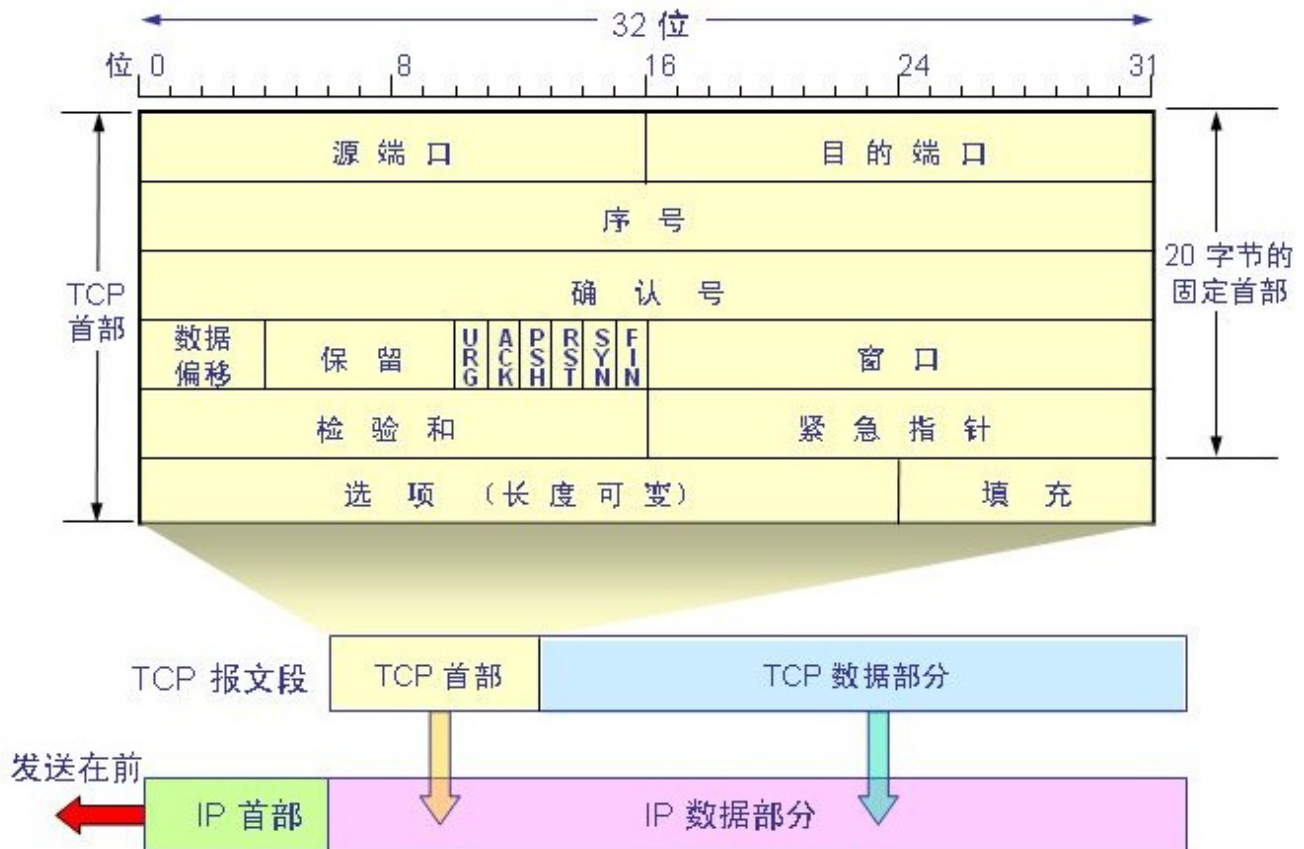 32 位
位 0 8 16 24 31
源 端 口 目 的 端 口
序 号
确 认 号
TCP
首部
20 字节的
固定首部
数据
偏移
保 留
URG
ACK
PSH
RST
SYN
FIN
窗 口
检 验 和 紧 急 指 针
选 项 (长 度 可 变) 填 充
TCP 报文段 TCP 首部 TCP 数据部分
发送在前
IP 首部 IP 数据部分